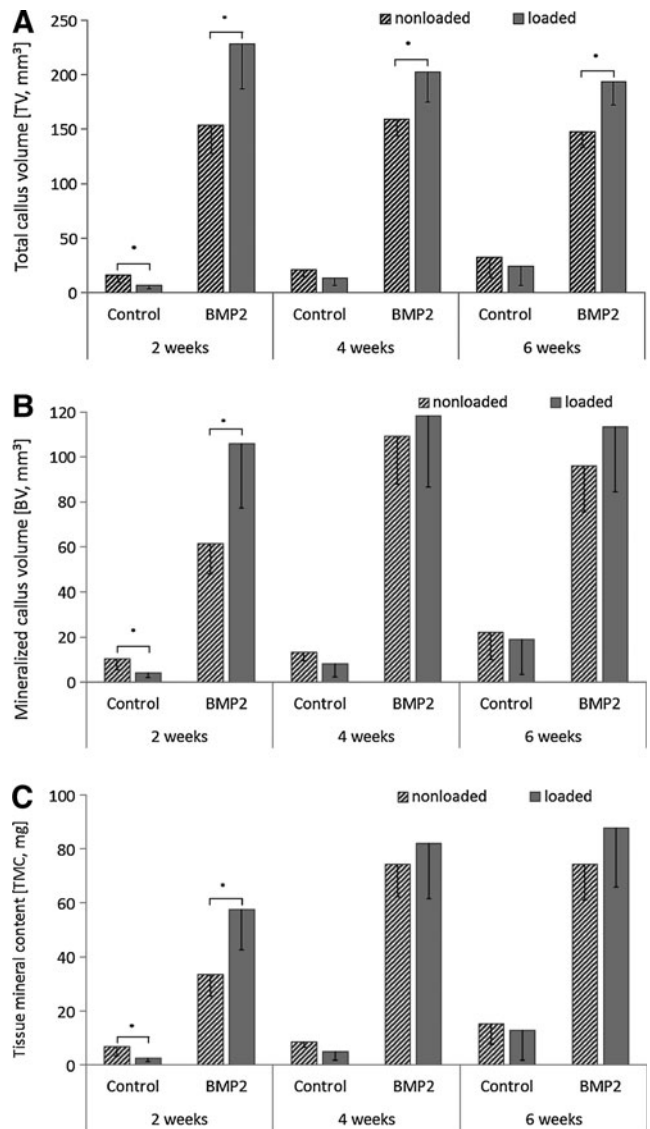 A
nonloaded loaded
Total callus volume [TV, mm³]
250
200
150
100
50
0
* * * *
Control BMP2 Control BMP2 Control BMP2
2 weeks 4 weeks 6 weeks
B
nonloaded loaded
Mineralized callus volume [BV, mm³]
120
100
80
60
40
20
0
* *
Control BMP2 Control BMP2 Control BMP2
2 weeks 4 weeks 6 weeks
C
nonloaded loaded
Tissue mineral content [TMC, mg]
100
80
60
40
20
0
* *
Control BMP2 Control BMP2 Control BMP2
2 weeks 4 weeks 6 weeks